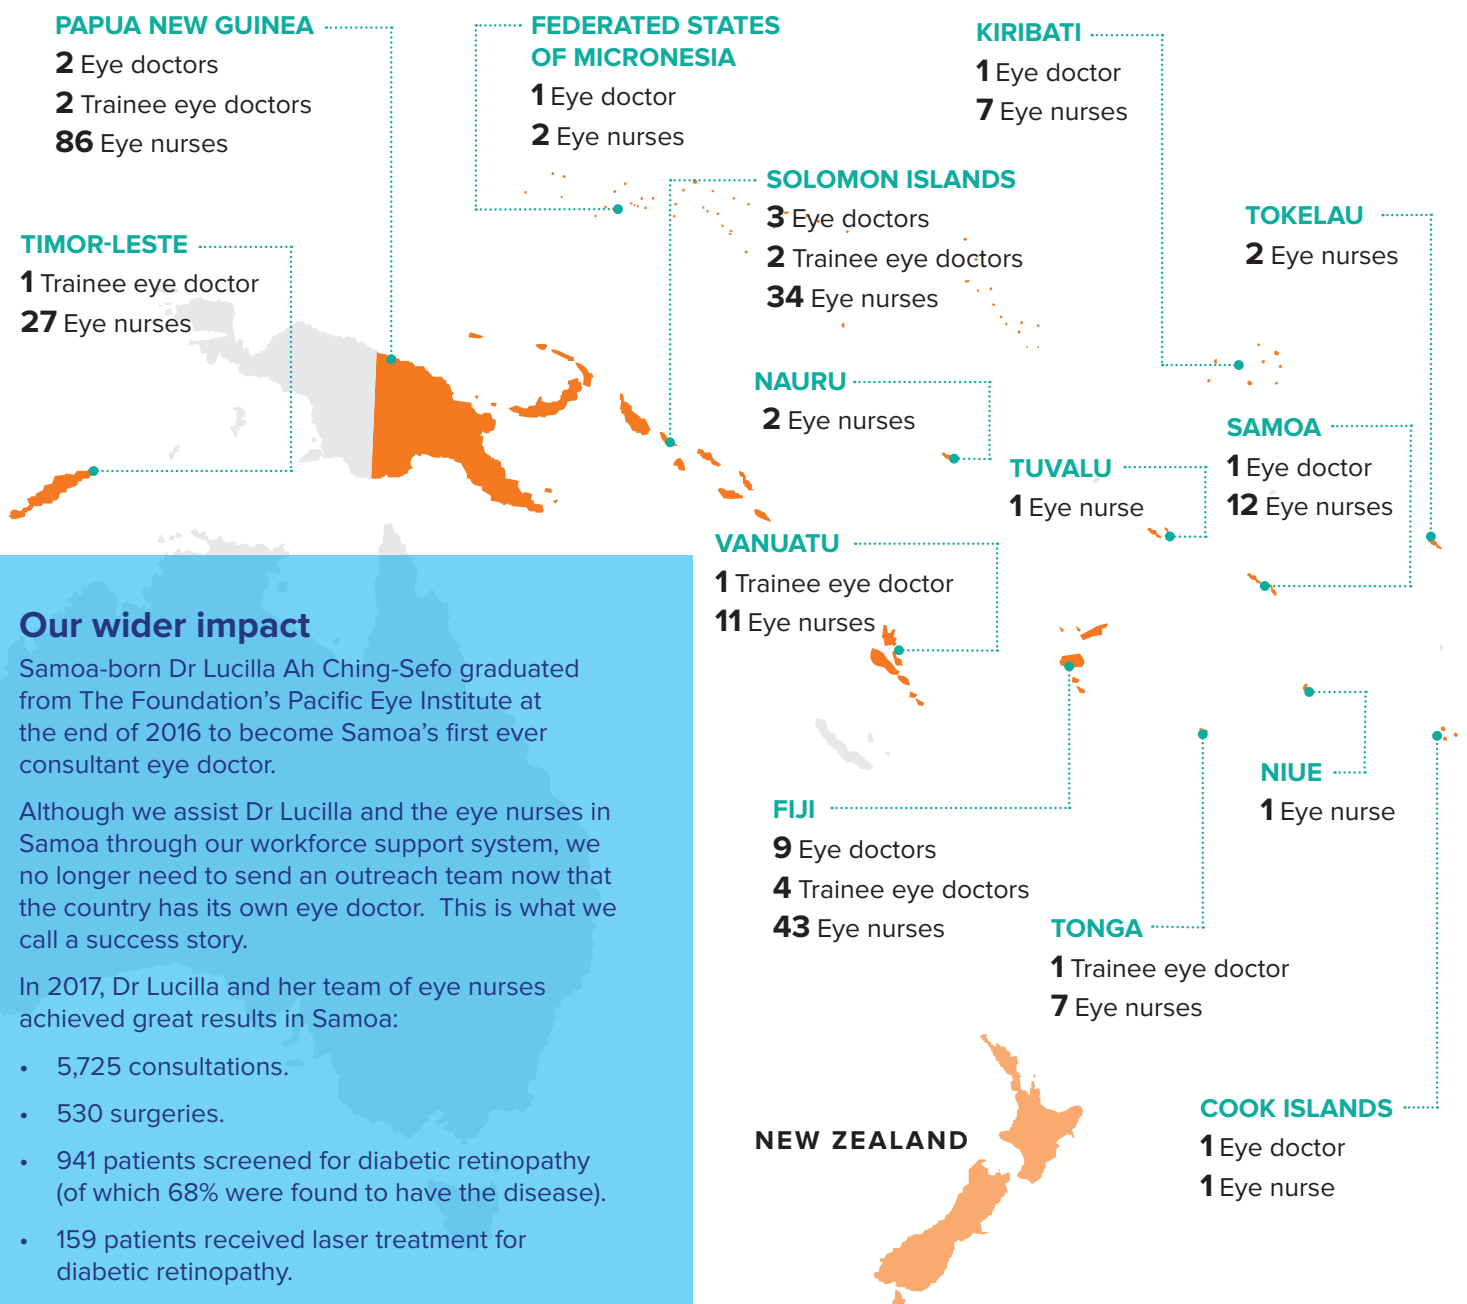 PAPUA NEW GUINEA
2 Eye doctors
2 Trainee eye doctors
86 Eye nurses
FEDERATED STATES
OF MICRONESIA
1 Eye doctor
2 Eye nurses
KIRIBATI
1 Eye doctor
7 Eye nurses
SOLOMON ISLANDS
3 Eye doctors
2 Trainee eye doctors
34 Eye nurses
TOKELAU
2 Eye nurses
TIMOR-LESTE
1 Trainee eye doctor
27 Eye nurses
NAURU
2 Eye nurses
SAMOA
1 Eye doctor
12 Eye nurses
TUVALU
1 Eye nurse
VANUATU
1 Trainee eye doctor
11 Eye nurses
NIUE
1 Eye nurse
FIJI
9 Eye doctors
4 Trainee eye doctors
43 Eye nurses
TONGA
1 Trainee eye doctor
7 Eye nurses
COOK ISLANDS
1 Eye doctor
1 Eye nurse
NEW ZEALAND
Our wider impact
Samoa-born Dr Lucilla Ah Ching-Sefo graduated
from The Foundation's Pacific Eye Institute at
the end of 2016 to become Samoa's first ever
consultant eye doctor.
Although we assist Dr Lucilla and the eye nurses in
Samoa through our workforce support system, we
no longer need to send an outreach team now that
the country has its own eye doctor.  This is what we
call a success story.
In 2017, Dr Lucilla and her team of eye nurses
achieved great results in Samoa:
• 5,725 consultations.
• 530 surgeries.
• 941 patients screened for diabetic retinopathy
(of which 68% were found to have the disease).
• 159 patients received laser treatment for
diabetic retinopathy.